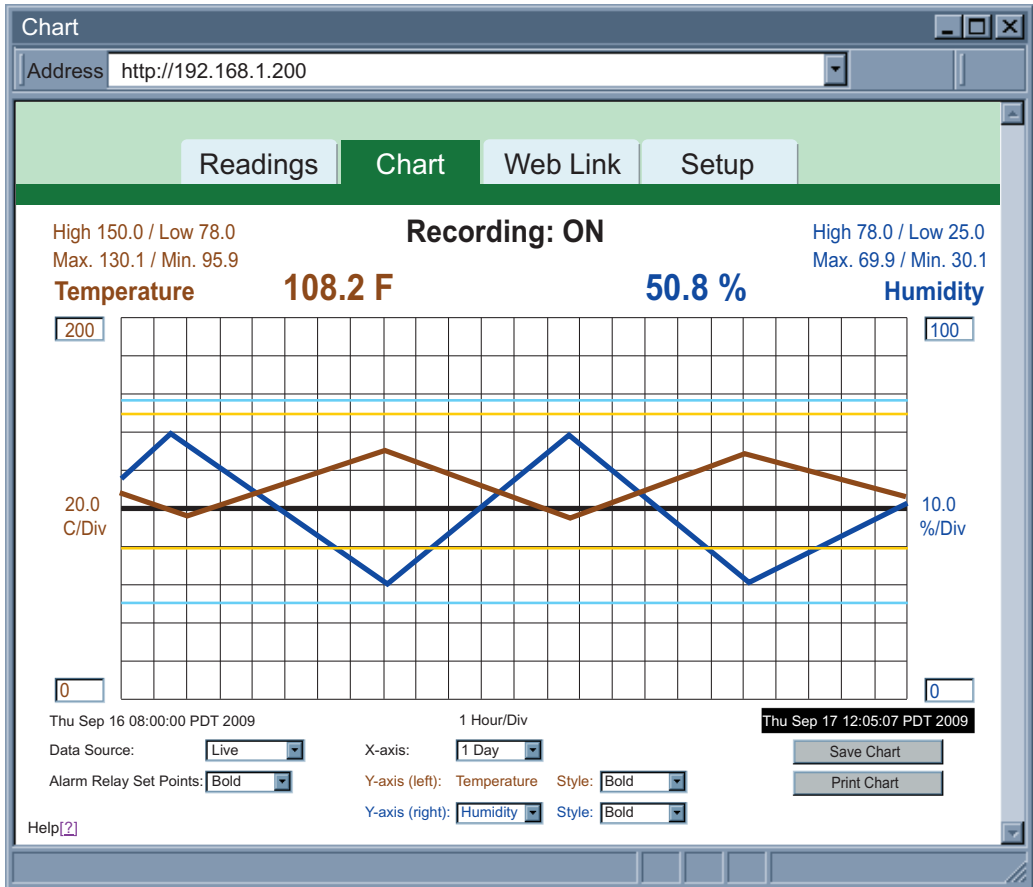 Chart
Address http://192.168.1.200
Readings Chart Web Link Setup
High 150.0 / Low 78.0 Recording: ON High 78.0 / Low 25.0
Max. 130.1 / Min. 95.9 Max. 69.9 / Min. 30.1
Temperature 108.2 F 50.8 % Humidity
200 100
20.0 10.0
C/Div %/Div
0 0
Thu Sep 16 08:00:00 PDT 2009 1 Hour/Div Thu Sep 17 12:05:07 PDT 2009
Data Source: Live X-axis: 1 Day Save Chart
Alarm Relay Set Points: Bold Y-axis (left): Temperature Style: Bold Print Chart
Y-axis (right): Humidity Style: Bold
Help[?]